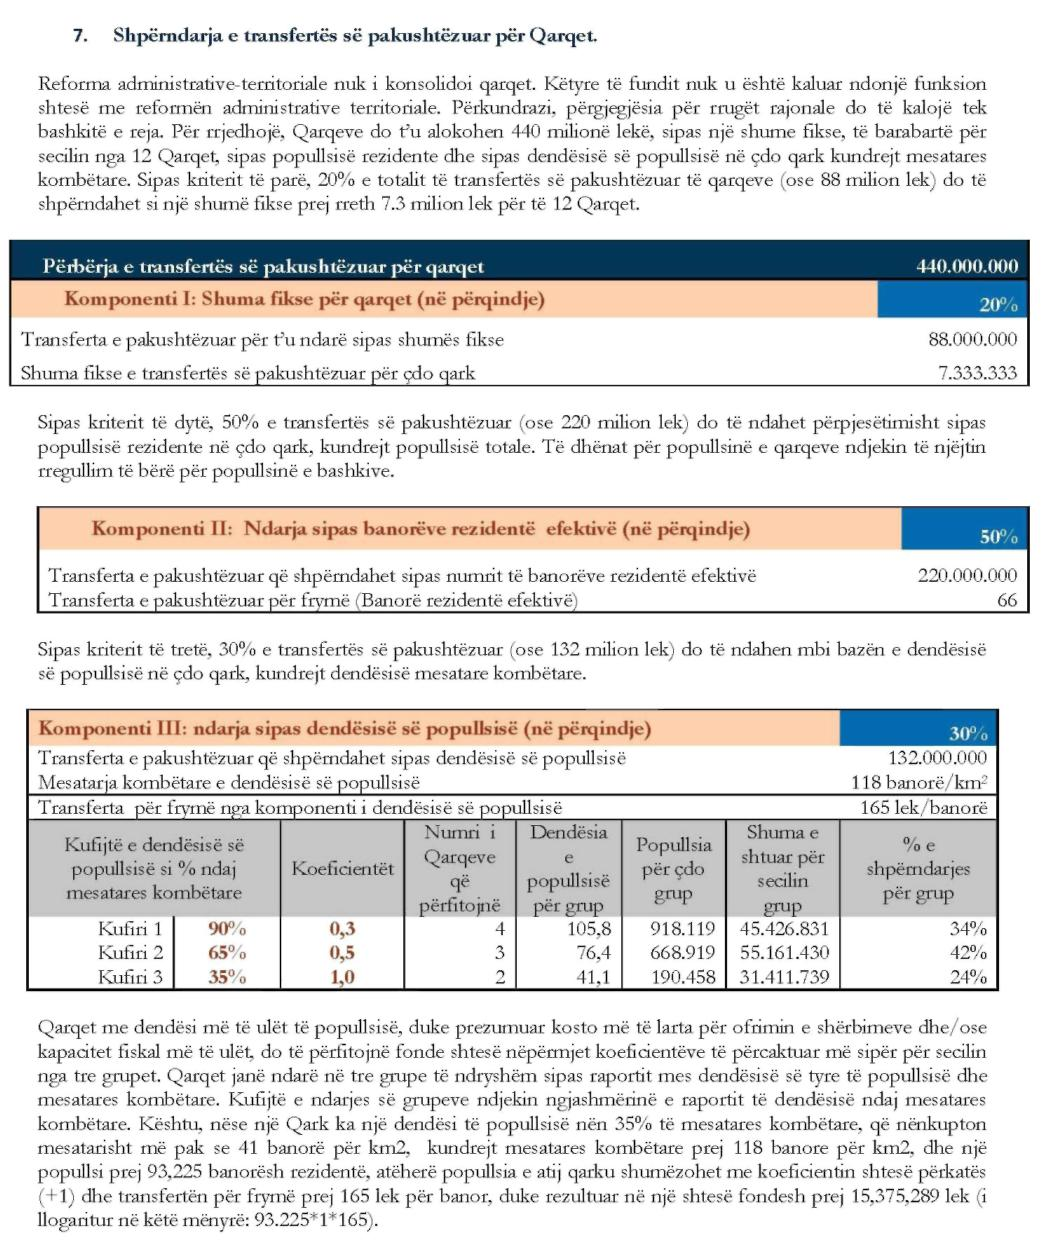 7. Shpërndarja e transfertës së pakushtëzuar për Qarqet.
Reforma administrative-territoriale nuk i konsolidoi qarqet. Këtyre të fundit nuk u është kaluar ndonjë funksion
shtesë me reformën administrative territoriale. Përkundrazi, përgjegjësia për rrugët rajonale do të kalojë tek
bashkitë e reja. Për rrjedhojë, Qarqeve do t'u alokohen 440 milionë lekë, sipas një shume fikse, të barabartë për
secilin nga 12 Qarqet, sipas popullsisë rezidente dhe sipas dendësisë së popullsisë në çdo qark kundrejt mesatares
kombëtare. Sipas kriterit të parë, 20% e totalit të transfertës së pakushtëzuar të qarqeve (ose 88 milion lek) do të
shpërndahet si një shumë fikse prej rreth 7.3 milion lek për të 12 Qarqet.
Përbërja e transfertës së pakushtëzuar për qarqet 440.000.000
Komponenti I: Shuma fikse për qarqet (në përqindje) 20%
Transferta e pakushtëzuar për t'u ndarë sipas shumës fikse 88.000.000
Shuma fikse e transfertës së pakushtëzuar për çdo qark 7.333.333
Sipas kriterit të dytë, 50% e transfertës së pakushtëzuar (ose 220 milion lek) do të ndahet përpjesëtimisht sipas
popullsisë rezidente në çdo qark, kundrejt popullsisë totale. Të dhënat për popullsinë e qarqeve ndjekin të njëjtin
rregullim të bërë për popullsinë e bashkive.
Komponenti II: Ndarja sipas banorëve rezidentë efektivë (në përqindje) 50%
Transferta e pakushtëzuar që shpërndahet sipas numrit të banorëve rezidentë efektivë 220.000.000
Transferta e pakushtëzuar për frymë (Banorë rezidentë efektivë) 66
Sipas kriterit të tretë, 30% e transfertës së pakushtëzuar (ose 132 milion lek) do të ndahen mbi bazën e dendësisë
së popullsisë në çdo qark, kundrejt dendësisë mesatare kombëtare.
Komponenti III: ndarja sipas dendësisë së popullsisë (në përqindje) 30%
Transferta e pakushtëzuar që shpërndahet sipas dendësisë së popullsisë 132.000.000
Mesatarja kombëtare e dendësisë së popullsisë 118 banorë/km²
Transferta për frymë nga komponenti i dendësisë së popullsisë 165 lek/banorë
Kufijtë e dendësisë së
popullsisë si % ndaj
mesatares kombëtare
Koeficientët
Numri i
Qarqeve
që
përfitojnë
Dendësia
e
popullsisë
për grup
Popullsia
për çdo
grup
Shuma e
shtuar për
secilin
grup
% e
shpërndarjes
për grup
Kufiri 1 90% 0,3 4 105,8 918.119 45.426.831 34%
Kufiri 2 65% 0,5 3 76,4 668.919 55.161.430 42%
Kufiri 3 35% 1,0 2 41,1 190.458 31.411.739 24%
Qarqet me dendësi më të ulët të popullsisë, duke prezumuar kosto më të larta për ofrimin e shërbimeve dhe/ose
kapacitet fiskal më të ulët, do të përfitojnë fonde shtesë nëpërmjet koeficientëve të përcaktuar më sipër për secilin
nga tre grupet. Qarqet janë ndarë në tre grupe të ndryshëm sipas raportit mes dendësisë së tyre të popullsisë dhe
mesatares kombëtare. Kufijtë e ndarjes së grupeve ndjekin ngjashmërinë e raportit të dendësisë ndaj mesatares
kombëtare. Kështu, nëse një Qark ka një dendësi të popullsisë nën 35% të mesatares kombëtare, që nënkupton
mesatarisht më pak se 41 banorë për km2, kundrejt mesatares kombëtare prej 118 banore për km2, dhe një
popullsi prej 93,225 banorësh rezidentë, atëherë popullsia e atij qarku shumëzohet me koeficientin shtesë përkatës
(+1) dhe transfertën për frymë prej 165 lek për banor, duke rezultuar në një shtesë fondesh prej 15,375,289 lek (i
llogaritur në këtë mënyrë: 93.225*1*165).